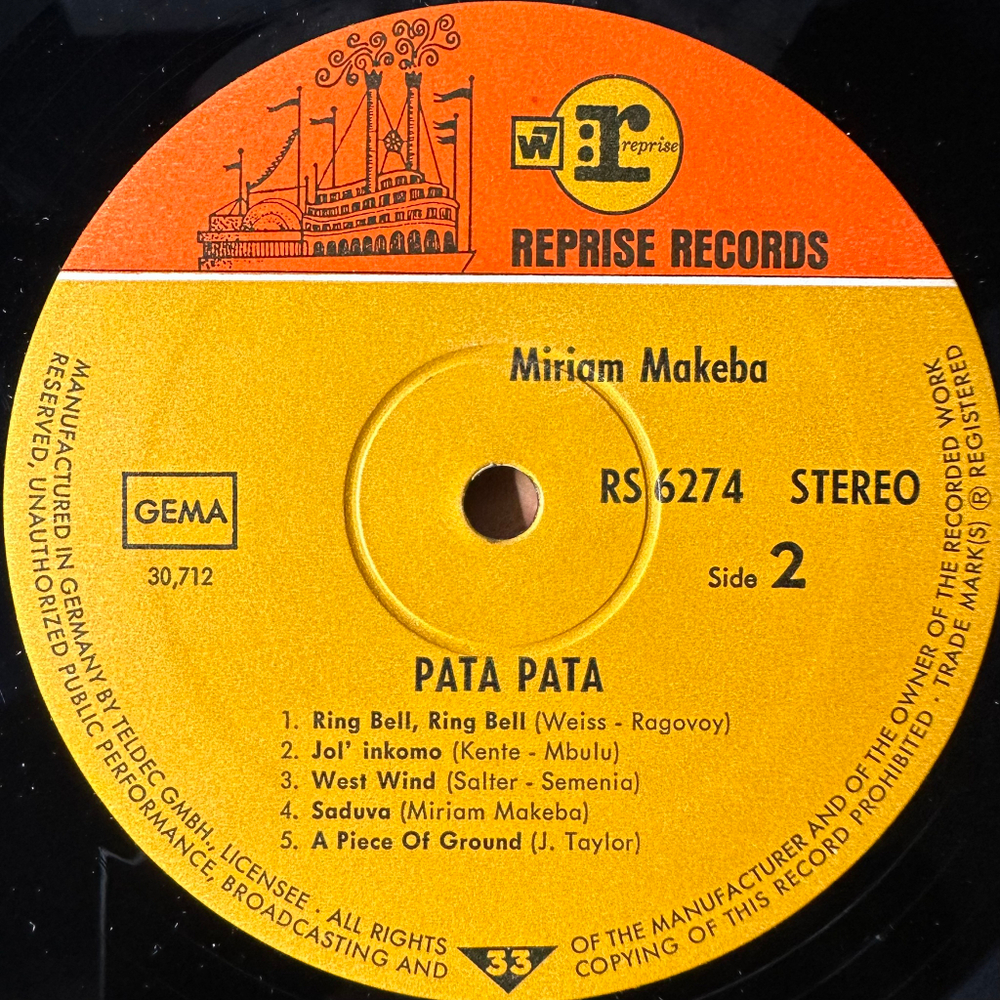 W7
r
reprise
REPRISE RECORDS
Miriam Makeba
GEMA
30,712
RS 6274 STEREO
Side 2
PATA PATA
1. Ring Bell, Ring Bell (Weiss - Ragovoy)
2. Jol' inkomo (Kente - Mbulu)
3. West Wind (Salter - Semenia)
4. Saduva (Miriam Makeba)
5. A Piece Of Ground (J. Taylor)
MANUFACTURED IN GERMANY BY TELDEC GMBH., LICENSEE · ALL RIGHTS
RESERVED, UNAUTHORIZED PUBLIC PERFORMANCE, BROADCASTING AND
33
OF THE MANUFACTURER AND OF THE OWNER OF THE RECORDED WORK
COPYING OF THIS RECORD PROHIBITED · TRADE MARK(S) ® REGISTERED